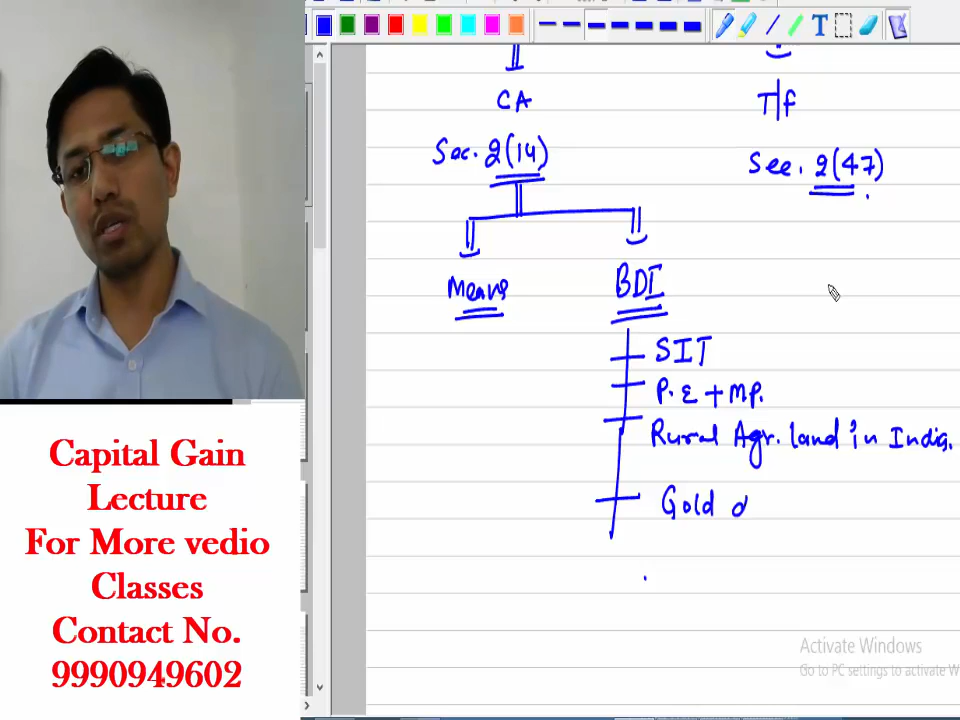 CA
T/f
Sec. 2(14)
See. 2(47).
Means
BDI
SIT
P.E + MP.
Rural Agr. land in India.
Gold
Capital Gain
Lecture
For More vedio
Classes
Contact No.
9990949602
Activate Windows
Go to PC settings to activate W